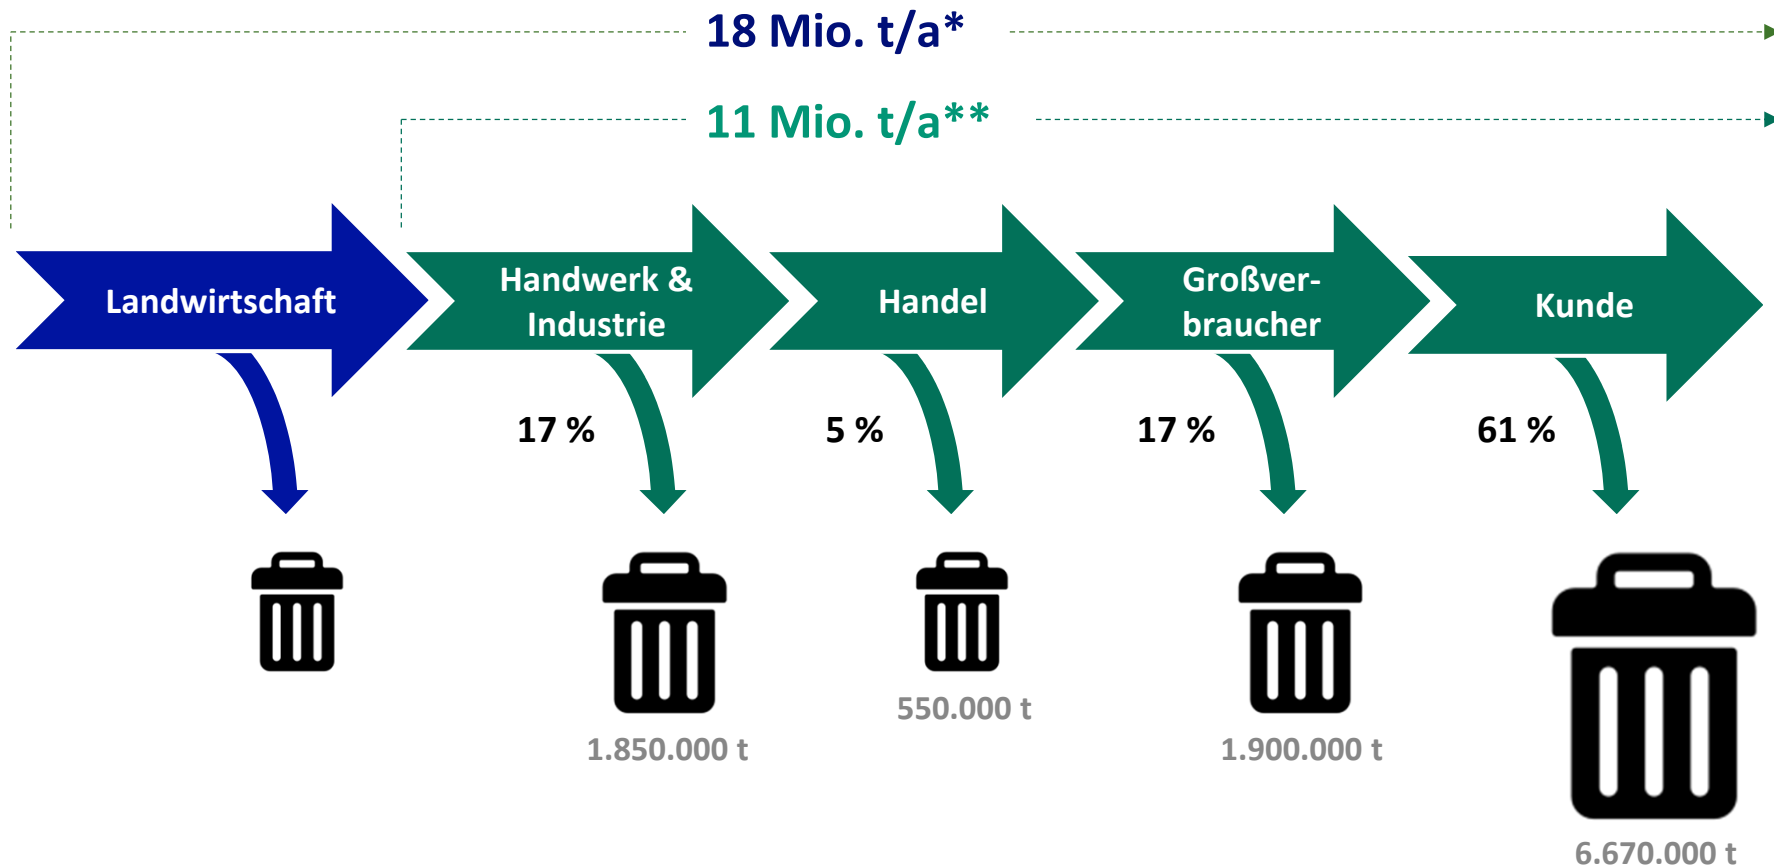 18 Mio. t/a*
11 Mio. t/a**
Landwirtschaft
Handwerk &
Industrie
Handel
Großver-
braucher
Kunde
17 %
5 %
17 %
61 %
550.000 t
1.850.000 t
1.900.000 t
6.670.000 t